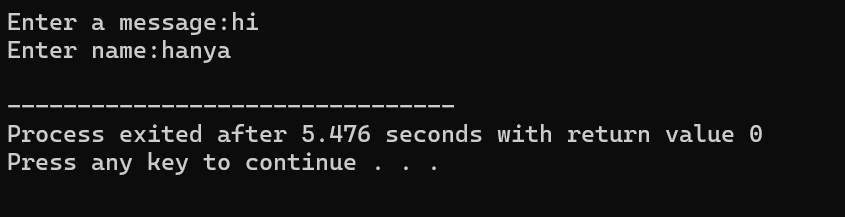 Enter a message:hi
Enter name:hanya
--------------------------------
Process exited after 5.476 seconds with return value 0
Press any key to continue . . .